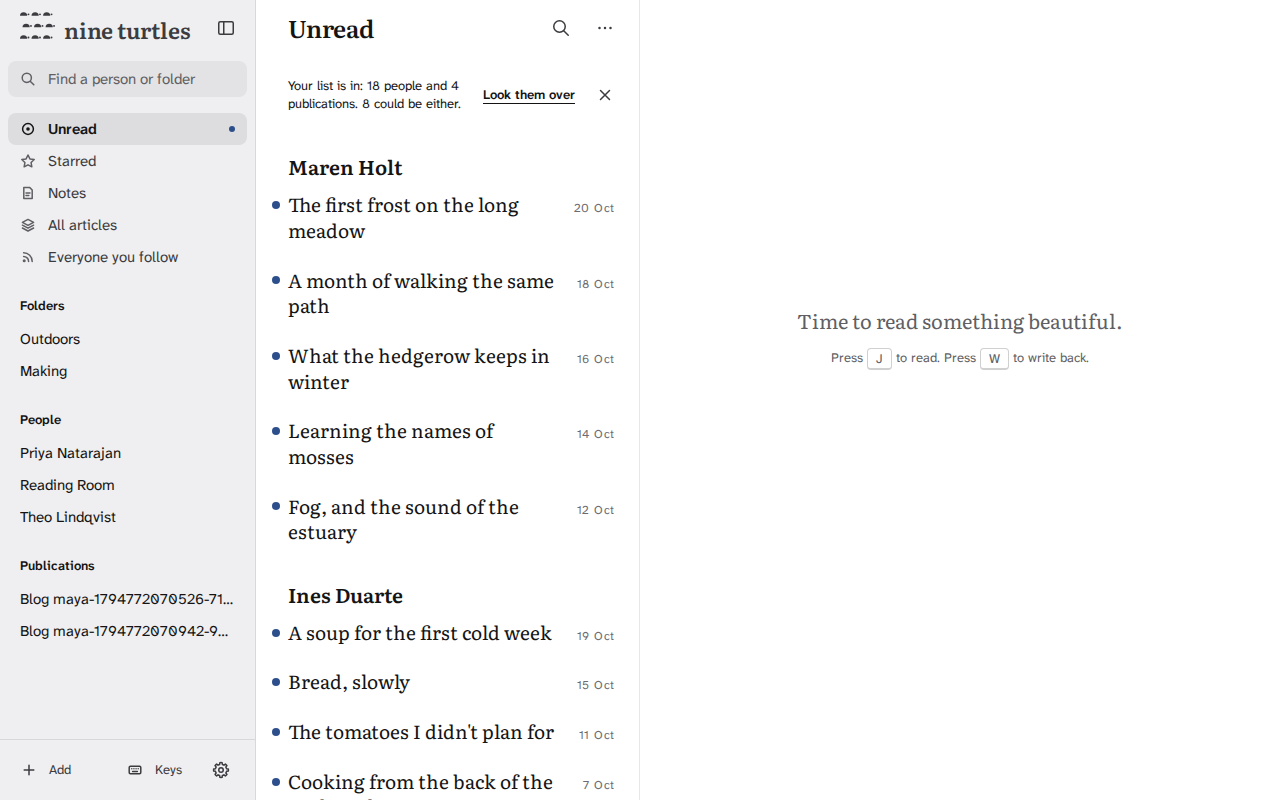 nine turtles
Find a person or folder
Unread
Starred
Notes
All articles
Everyone you follow
Folders
Outdoors
Making
People
Priya Natarajan
Reading Room
Theo Lindqvist
Publications
Blog maya-1794772070526-71...
Blog maya-1794772070942-9...
Add
Keys
Unread
Your list is in: 18 people and 4
publications. 8 could be either.
Look them over
Maren Holt
The first frost on the long
meadow
20 Oct
A month of walking the same
path
18 Oct
What the hedgerow keeps in
winter
16 Oct
Learning the names of
mosses
14 Oct
Fog, and the sound of the
estuary
12 Oct
Ines Duarte
A soup for the first cold week
19 Oct
Bread, slowly
15 Oct
The tomatoes I didn't plan for
11 Oct
Cooking from the back of the
7 Oct
Time to read something beautiful.
Press J to read. Press W to write back.